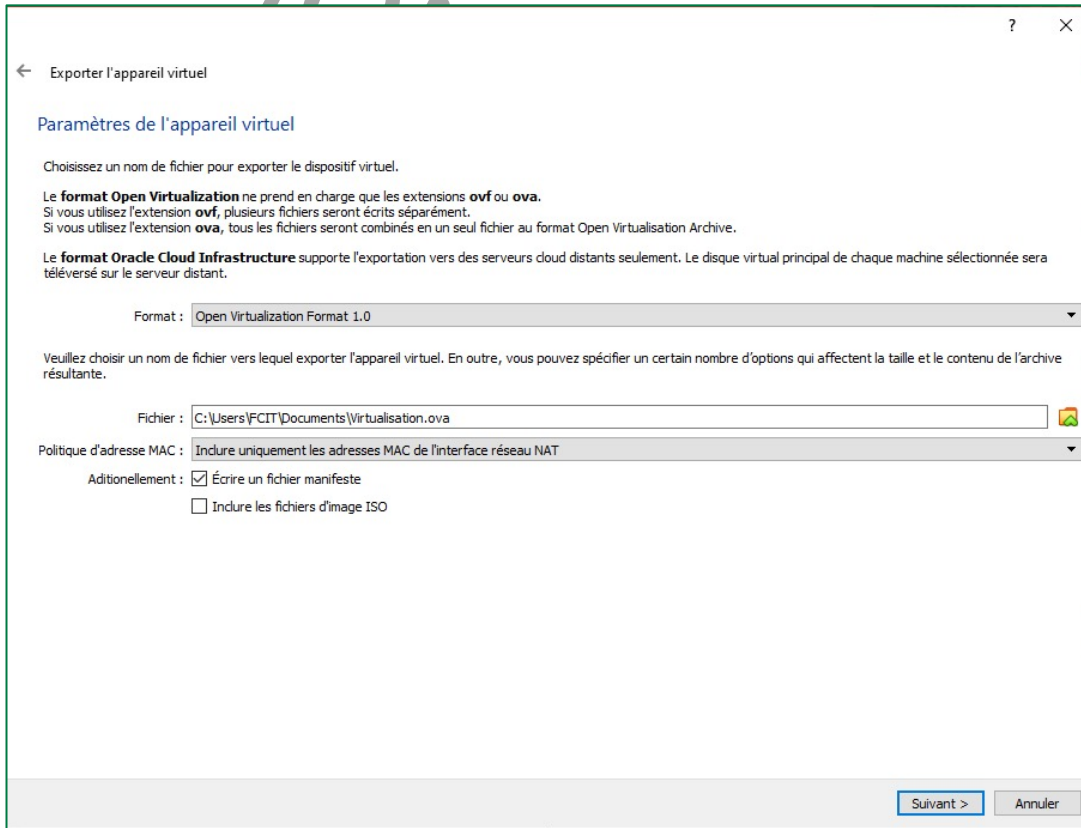 ?
Exporter l'appareil virtuel
Paramètres de l'appareil virtuel
Choisissez un nom de fichier pour exporter le dispositif virtuel.
Le format Open Virtualization ne prend en charge que les extensions ovf ou ova.
Si vous utilisez l'extension ovf, plusieurs fichiers seront écrits séparément.
Si vous utilisez l'extension ova, tous les fichiers seront combinés en un seul fichier au format Open Virtualisation Archive.
Le format Oracle Cloud Infrastructure supporte l'exportation vers des serveurs cloud distants seulement. Le disque virtual principal de chaque machine sélectionnée sera
téléversé sur le serveur distant.
Format : Open Virtualization Format 1.0
Veuillez choisir un nom de fichier vers lequel exporter l'appareil virtuel. En outre, vous pouvez spécifier un certain nombre d'options qui affectent la taille et le contenu de l'archive
résultante.
Fichier : C:\Users\FCIT\Documents\Virtualisation.ova
Politique d'adresse MAC : Inclure uniquement les adresses MAC de l'interface réseau NAT
Aditionellement : Écrire un fichier manifeste
Inclure les fichiers d'image ISO
Suivant > Annuler